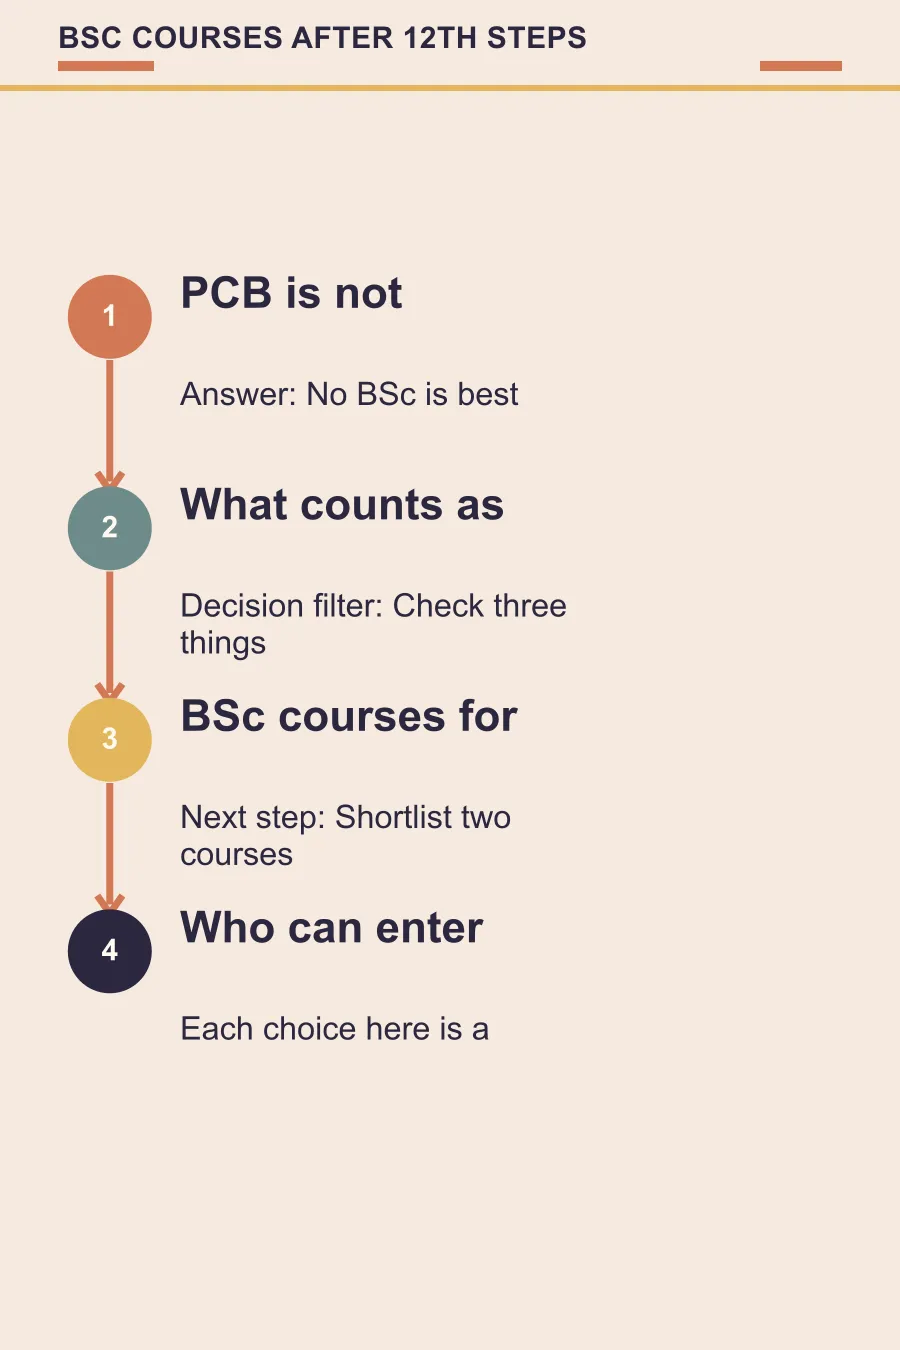 BSC COURSES AFTER 12TH STEPS
1
PCB is not
Answer: No BSc is best
2
What counts as
Decision filter: Check three
things
3
BSc courses for
Next step: Shortlist two
courses
4
Who can enter
Each choice here is a